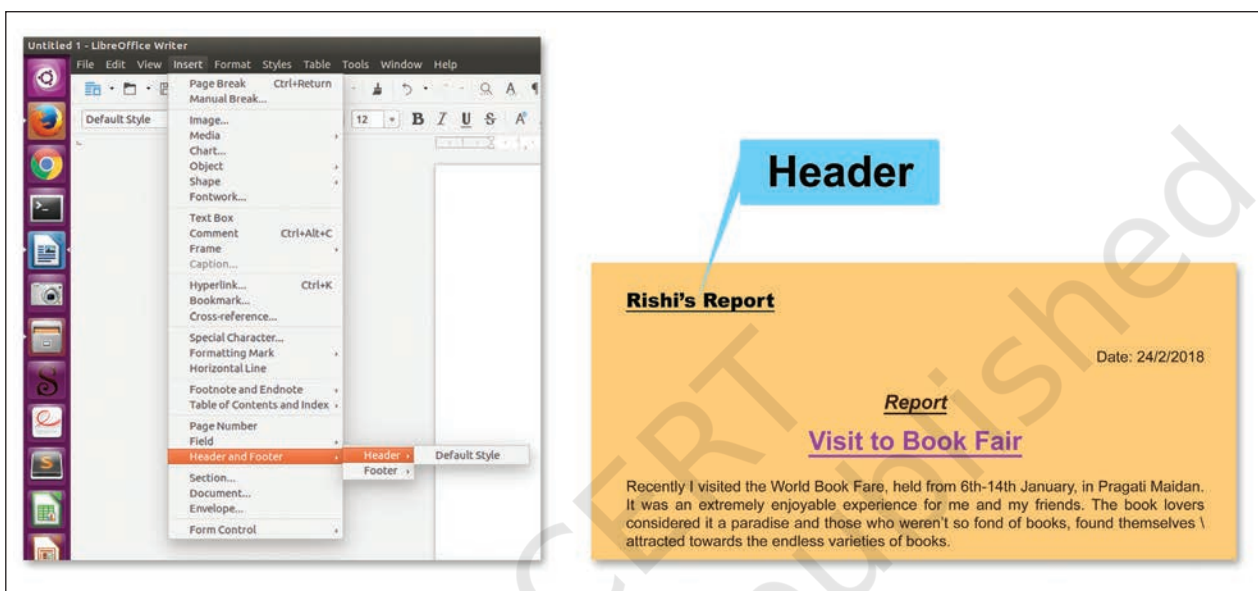 Untitled 1 - LibreOffice Writer
File Edit View Insert Format Styles Table Tools Window Help
Page Break Ctrl+Return
Manual Break...
Default Style
12
B I U S A
Image...
Media
Chart...
Object
Shape
Fontwork...
Text Box
Comment Ctrl+Alt+C
Frame
Caption...
Hyperlink... Ctrl+K
Bookmark...
Cross-reference...
Special Character...
Formatting Mark
Horizontal Line
Footnote and Endnote
Table of Contents and Index
Page Number
Field
Header and Footer
Header
Default Style
Footer
Section...
Document...
Envelope...
Form Control
Header
Rishi's Report
Date: 24/2/2018
Report
Visit to Book Fair
Recently I visited the World Book Fare, held from 6th-14th January, in Pragati Maidan.
It was an extremely enjoyable experience for me and my friends. The book lovers
considered it a paradise and those who weren't so fond of books, found themselves \
attracted towards the endless varieties of books.